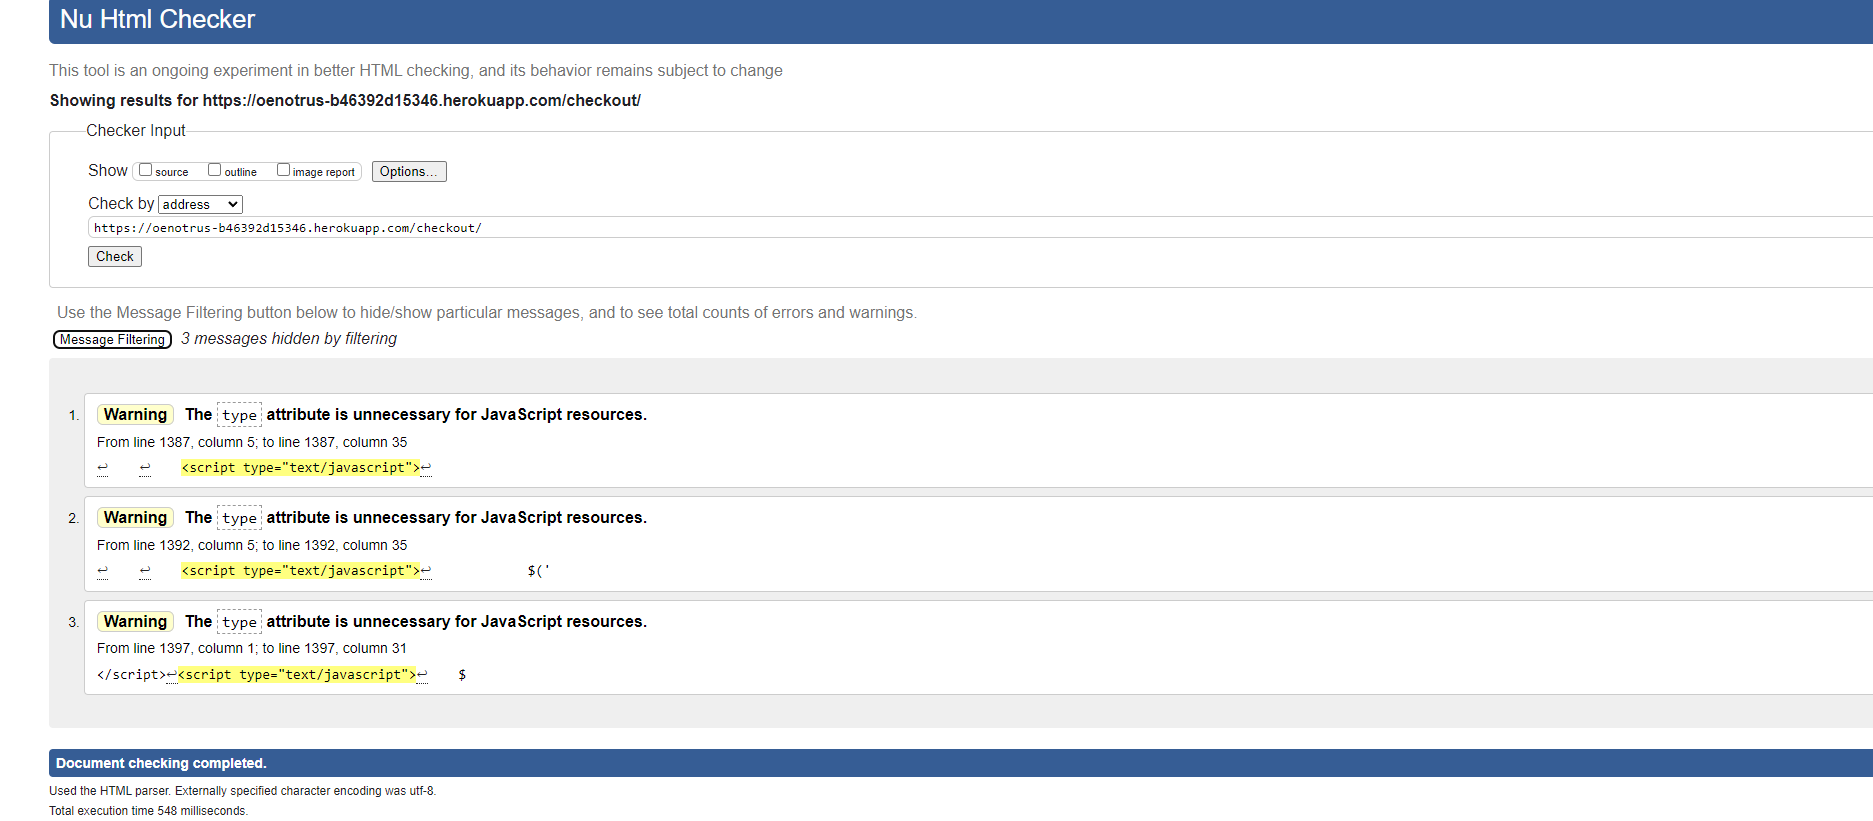 Nu Html Checker
This tool is an ongoing experiment in better HTML checking, and its behavior remains subject to change
Showing results for https://oenotrus-b46392d15346.herokuapp.com/checkout/
Checker Input
Show source outline image report Options...
Check by address
https://oenotrus-b46392d15346.herokuapp.com/checkout/
Check
Use the Message Filtering button below to hide/show particular messages, and to see total counts of errors and warnings.
Message Filtering 3 messages hidden by filtering
1. Warning The type attribute is unnecessary for JavaScript resources.
From line 1387, column 5; to line 1387, column 35
↩ ↩ <script type="text/javascript">↩
2. Warning The type attribute is unnecessary for JavaScript resources.
From line 1392, column 5; to line 1392, column 35
↩ ↩ <script type="text/javascript">↩ $('
3. Warning The type attribute is unnecessary for JavaScript resources.
From line 1397, column 1; to line 1397, column 31
</script>↩<script type="text/javascript">↩ $
Document checking completed.
Used the HTML parser. Externally specified character encoding was utf-8.
Total execution time 548 milliseconds.